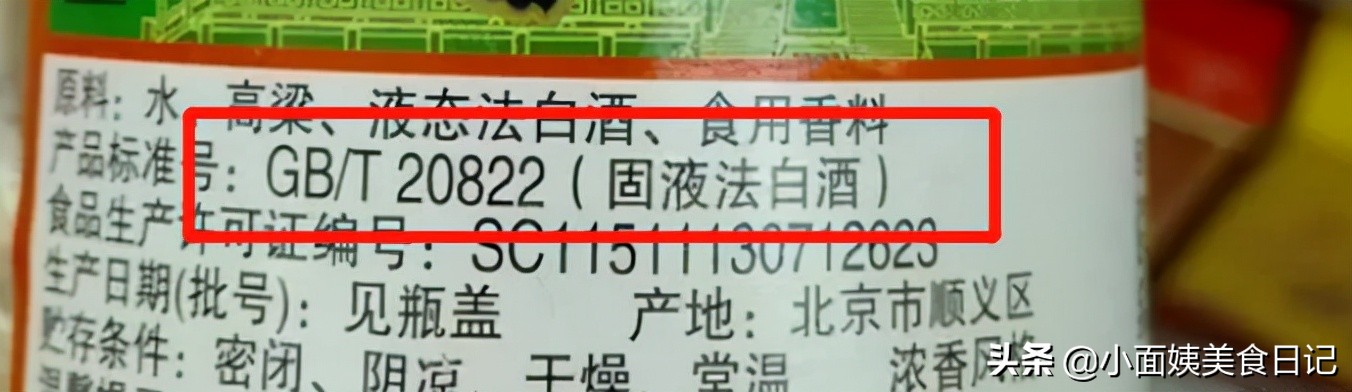 原料: 水、高粱、液态法白酒、食用香料
产品标准号: GB/T 20822 (固液法白酒)
食品生产许可证编号: SC11511130712623
生产日期(批号): 见瓶盖 产地: 北京市顺义区
贮存条件: 密闭、阴凉、干燥、常温 浓香风格
头条 @小面姨美食日记